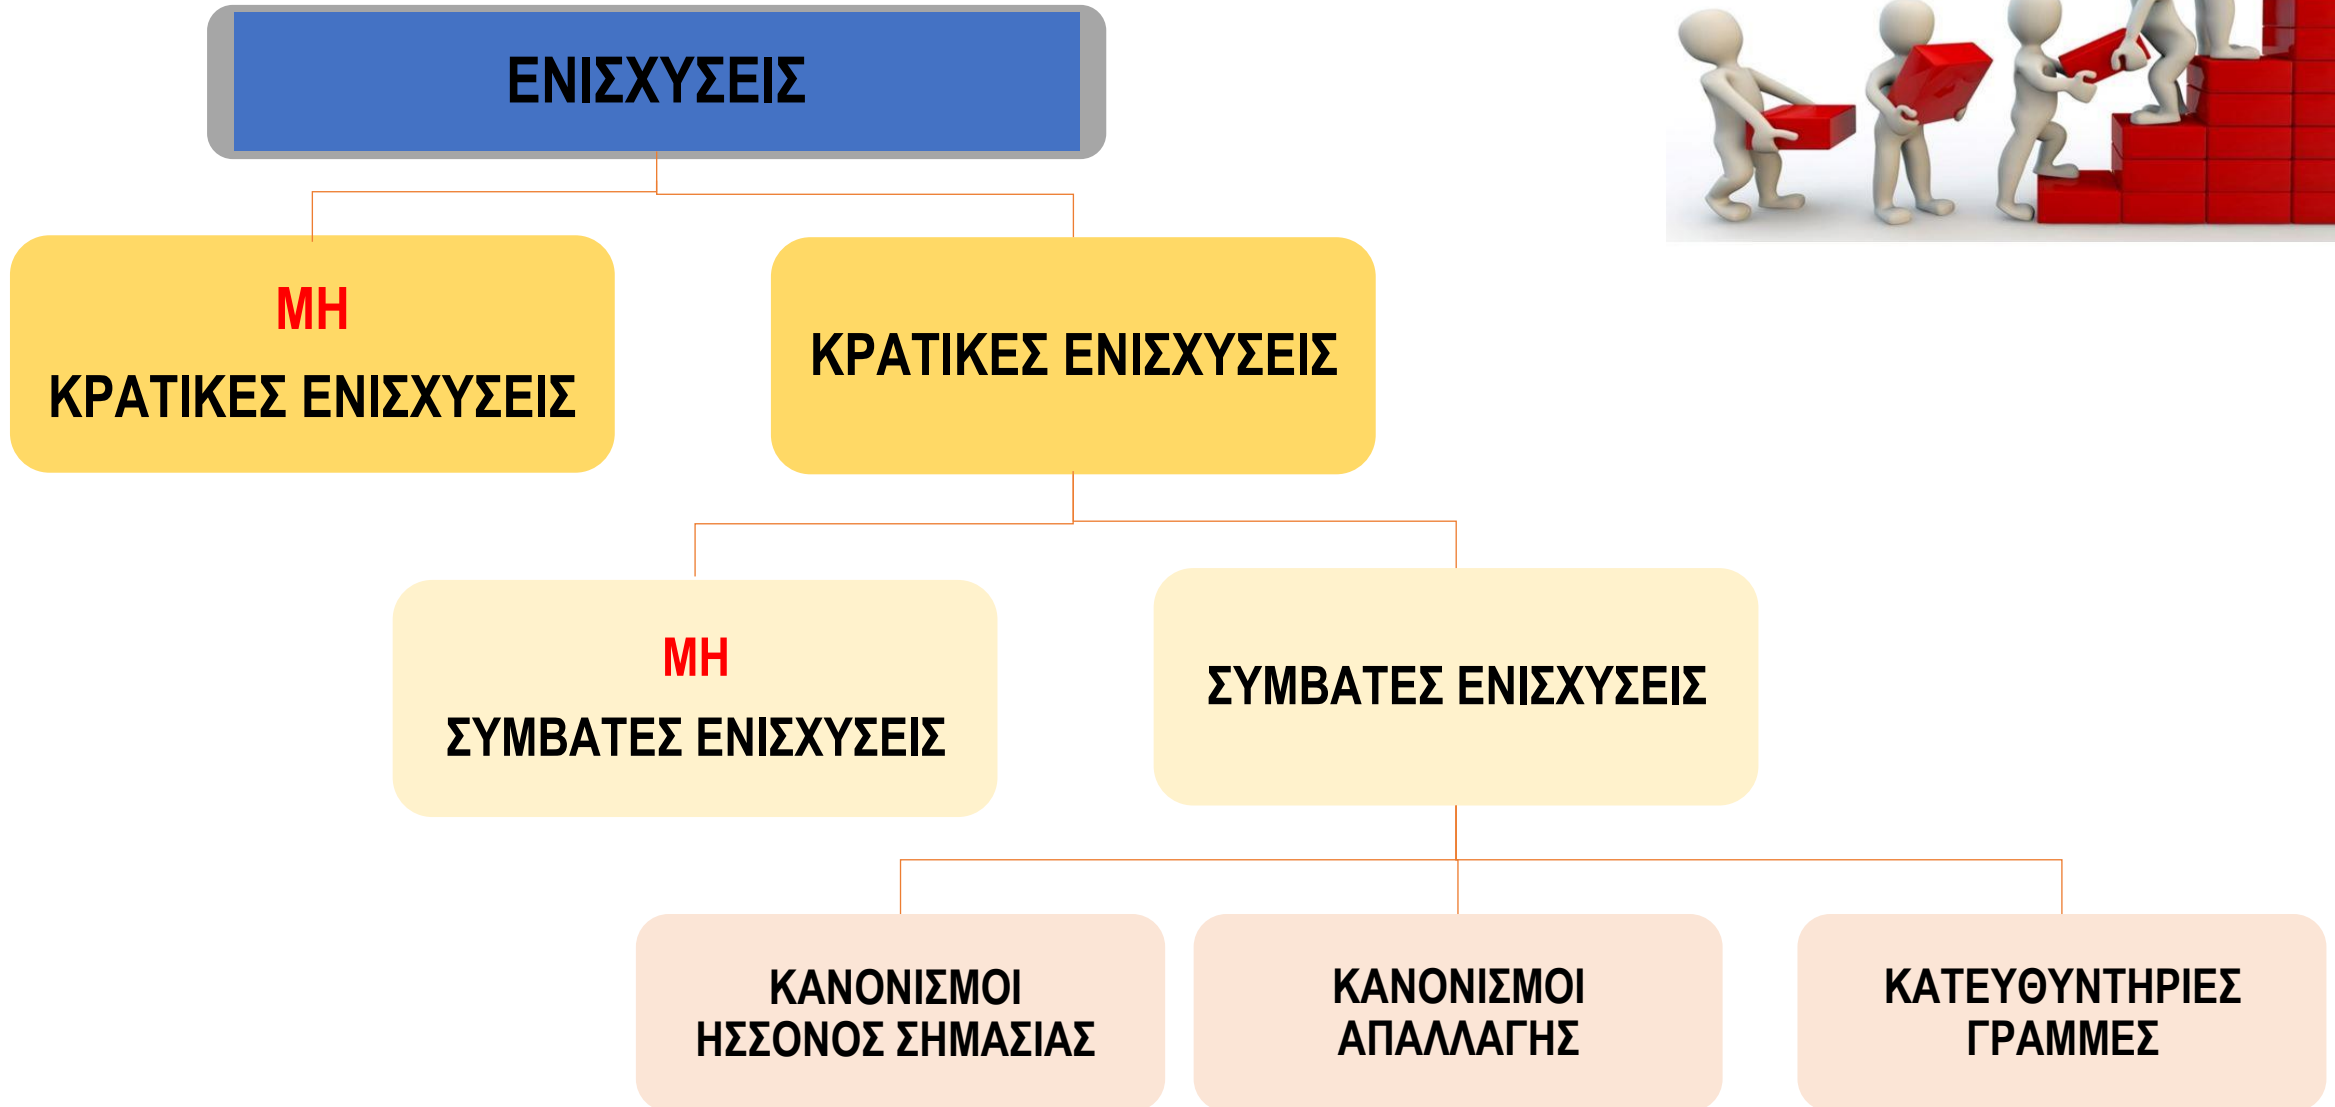 ΕΝΙΣΧΥΣΕΙΣ
ΜΗ
ΚΡΑΤΙΚΕΣ ΕΝΙΣΧΥΣΕΙΣ
ΚΡΑΤΙΚΕΣ ΕΝΙΣΧΥΣΕΙΣ
ΜΗ
ΣΥΜΒΑΤΕΣ ΕΝΙΣΧΥΣΕΙΣ
ΣΥΜΒΑΤΕΣ ΕΝΙΣΧΥΣΕΙΣ
ΚΑΝΟΝΙΣΜΟΙ
ΗΣΣΟΝΟΣ ΣΗΜΑΣΙΑΣ
ΚΑΝΟΝΙΣΜΟΙ
ΑΠΑΛΛΑΓΗΣ
ΚΑΤΕΥΘΥΝΤΗΡΙΕΣ
ΓΡΑΜΜΕΣ